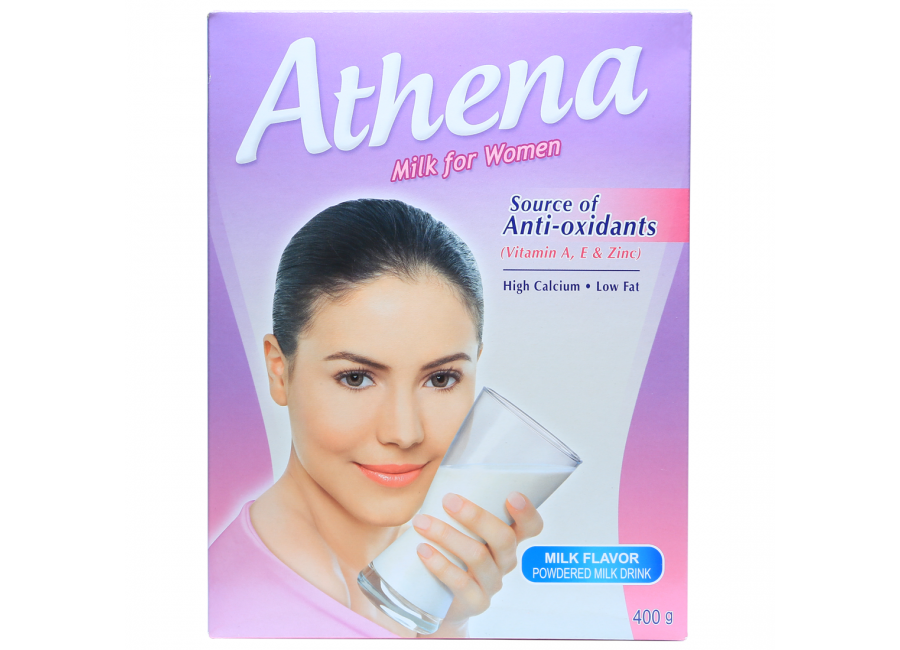 Athena
Milk for Women
Source of
Anti-oxidants
(Vitamin A, E & Zinc)
High Calcium • Low Fat
MILK FLAVOR
POWDERED MILK DRINK
400 g